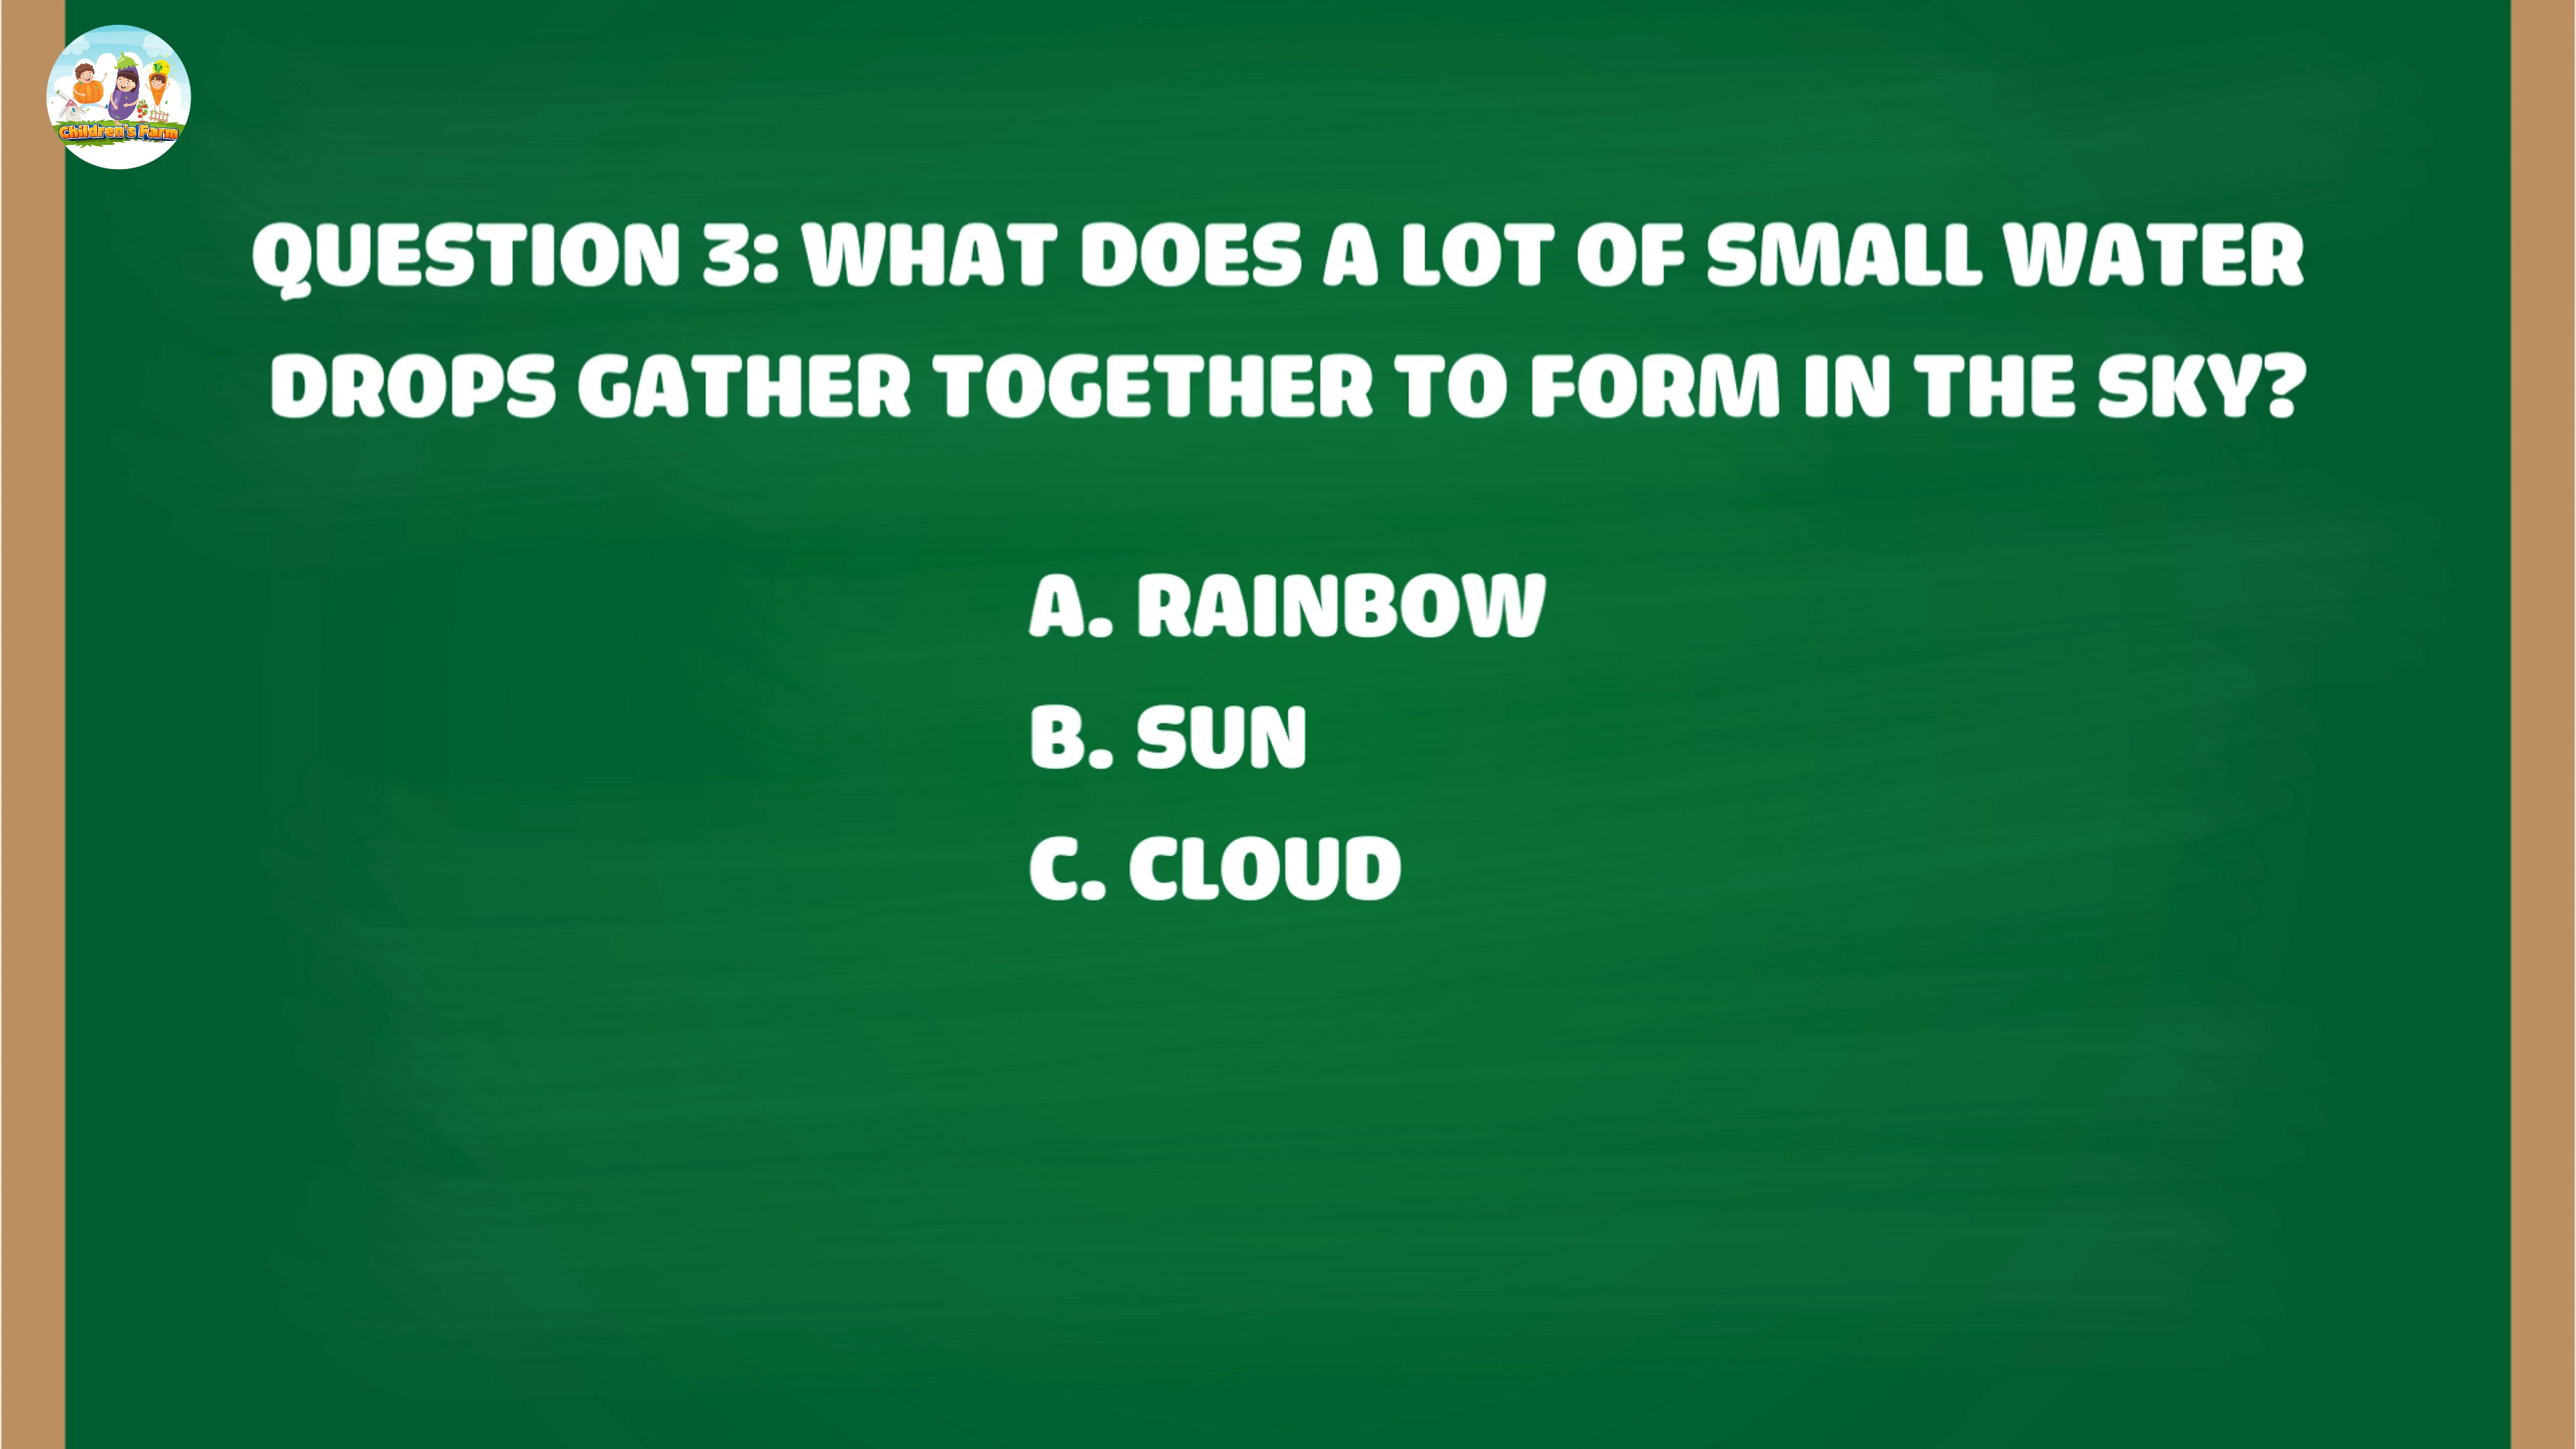 Children's Farm
QUESTION 3: WHAT DOES A LOT OF SMALL WATER
DROPS GATHER TOGETHER TO FORM IN THE SKY?
A. RAINBOW
B. SUN
C. CLOUD